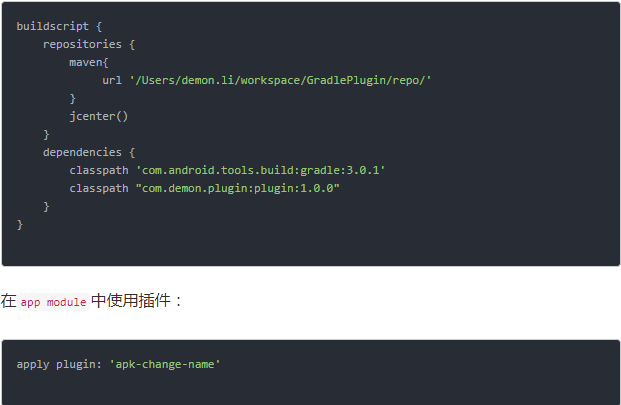 buildscript {
    repositories {
        maven{
             url '/Users/demon.li/workspace/GradlePlugin/repo/'
        }
        jcenter()
    }
    dependencies {
        classpath 'com.android.tools.build:gradle:3.0.1'
        classpath "com.demon.plugin:plugin:1.0.0"
    }
}
在 app module 中使用插件：
apply plugin: 'apk-change-name'